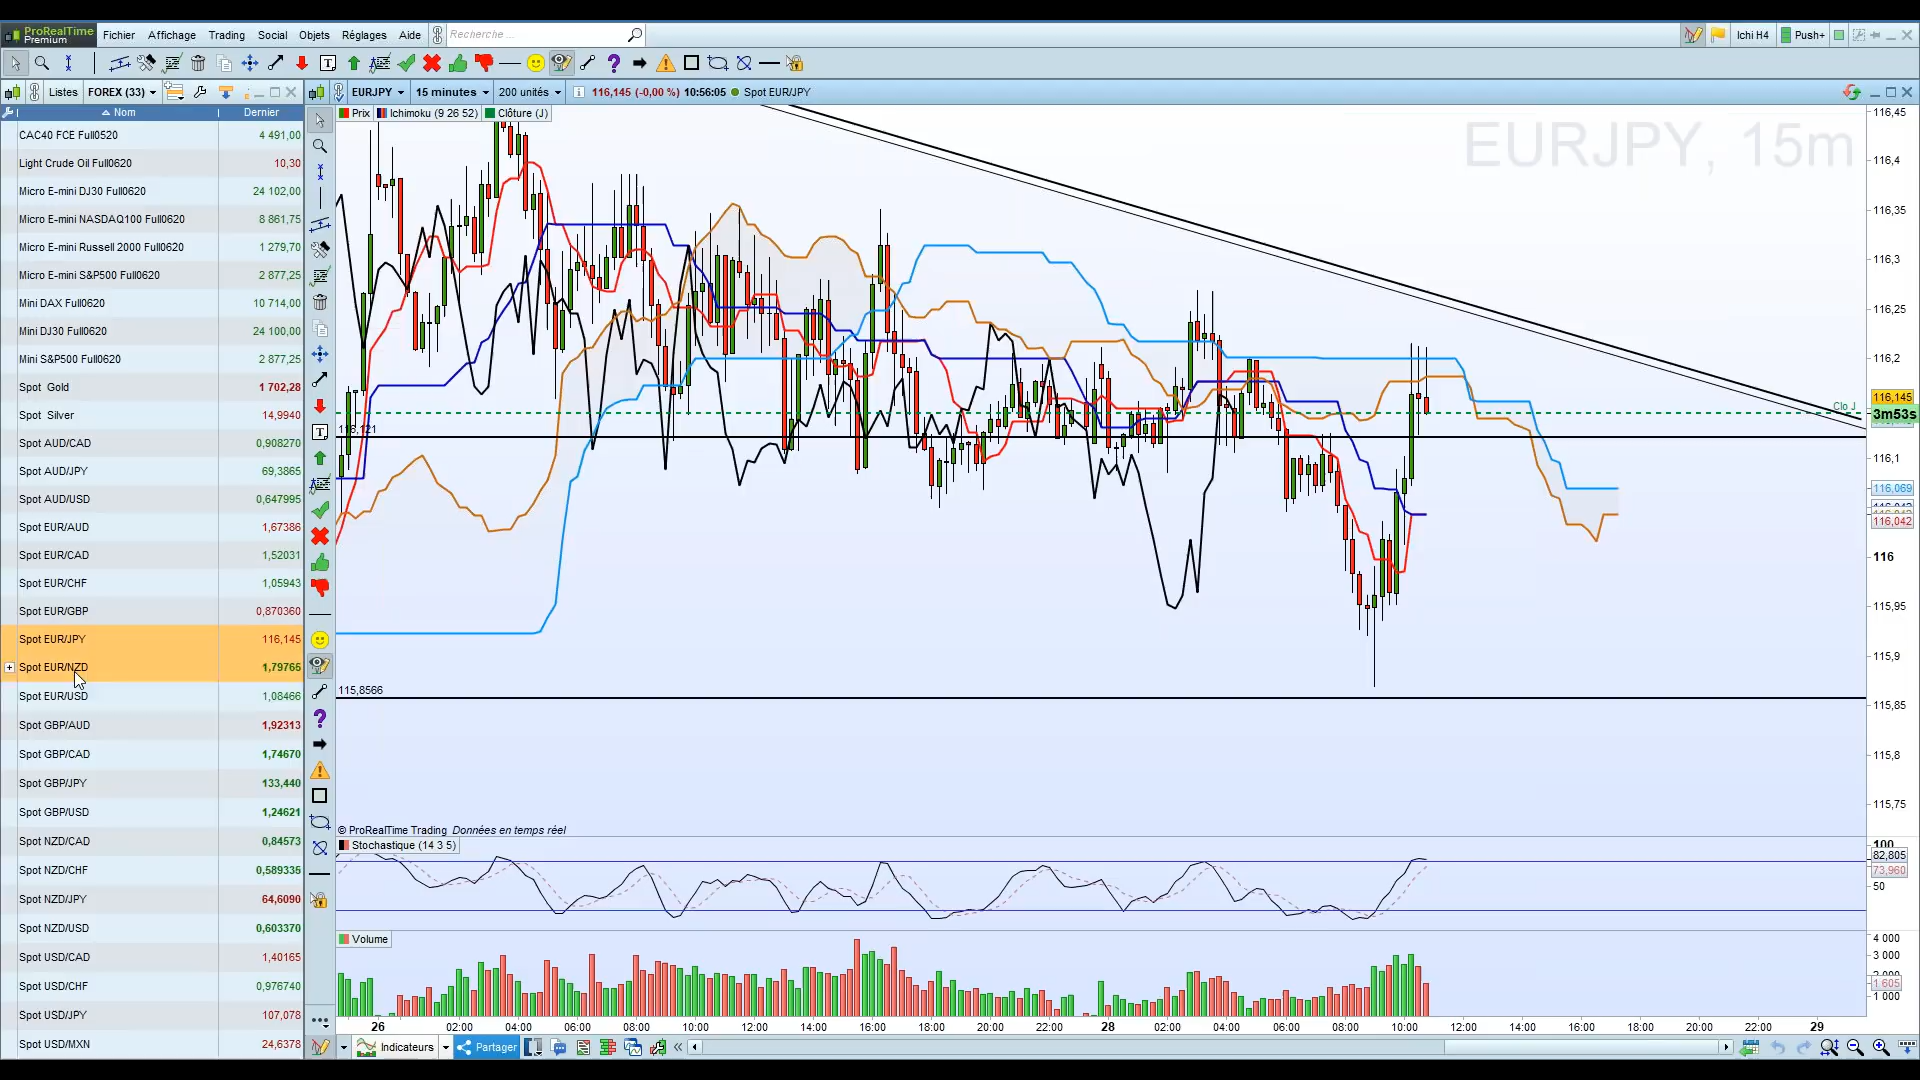 ProRealTime
Premium
Fichier Affichage Trading Social Objets Réglages Aide
Recherche ...
Ichi H4
Push+
Listes
FOREX (33)
EURJPY
15 minutes
200 unités
116,145 (-0,00 %) 10:56:05
Spot EUR/JPY
Nom Dernier
CAC40 FCE Full0520 4 491,00
Light Crude Oil Full0620 10,30
Micro E-mini DJ30 Full0620 24 102,00
Micro E-mini NASDAQ100 Full0620 8 861,75
Micro E-mini Russell 2000 Full0620 1 279,70
Micro E-mini S&P500 Full0620 2 877,25
Mini DAX Full0620 10 714,00
Mini DJ30 Full0620 24 100,00
Mini S&P500 Full0620 2 877,25
Spot Gold 1 702,28
Spot Silver 14,9940
Spot AUD/CAD 0,908270
Spot AUD/JPY 69,3865
Spot AUD/USD 0,647995
Spot EUR/AUD 1,67386
Spot EUR/CAD 1,52031
Spot EUR/CHF 1,05943
Spot EUR/GBP 0,870360
Spot EUR/JPY 116,145
Spot EUR/NZD 1,79765
Spot EUR/USD 1,08466
Spot GBP/AUD 1,92313
Spot GBP/CAD 1,74670
Spot GBP/JPY 133,440
Spot GBP/USD 1,24621
Spot NZD/CAD 0,84573
Spot NZD/CHF 0,589335
Spot NZD/JPY 64,6090
Spot NZD/USD 0,603370
Spot USD/CAD 1,40165
Spot USD/CHF 0,976740
Spot USD/JPY 107,078
Spot USD/MXN 24,6378
Prix
Ichimoku (9 26 52)
Clôture (J)
EURJPY, 15m
116,45
116,4
116,35
116,3
116,25
116,2
116,145
Clo J
3m53s
116,121
116,1
116,069
116,042
116
115,95
115,9
115,8566
115,85
115,8
115,75
© ProRealTime Trading Données en temps réel
Stochastique (14 3 5)
100
82,805
73,960
50
Volume
4 000
3 000
1 605
1 000
26 02:00 04:00 06:00 08:00 10:00 12:00 14:00 16:00 18:00 20:00 22:00 28 02:00 04:00 06:00 08:00 10:00 12:00 14:00 16:00 18:00 20:00 22:00 29
Indicateurs
Partager